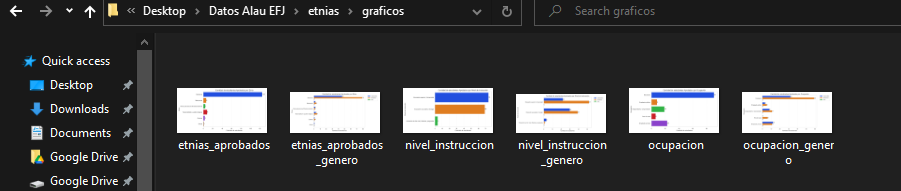 Desktop > Datos Alau EFJ > etnias > graficos
Search graficos
Quick access
Desktop
Downloads
Documents
Google Drive
Google Drive
etnias_aprobados
etnias_aprobados
_genero
nivel_instruccion
nivel_instruccion
_genero
ocupacion
ocupacion_gener
o